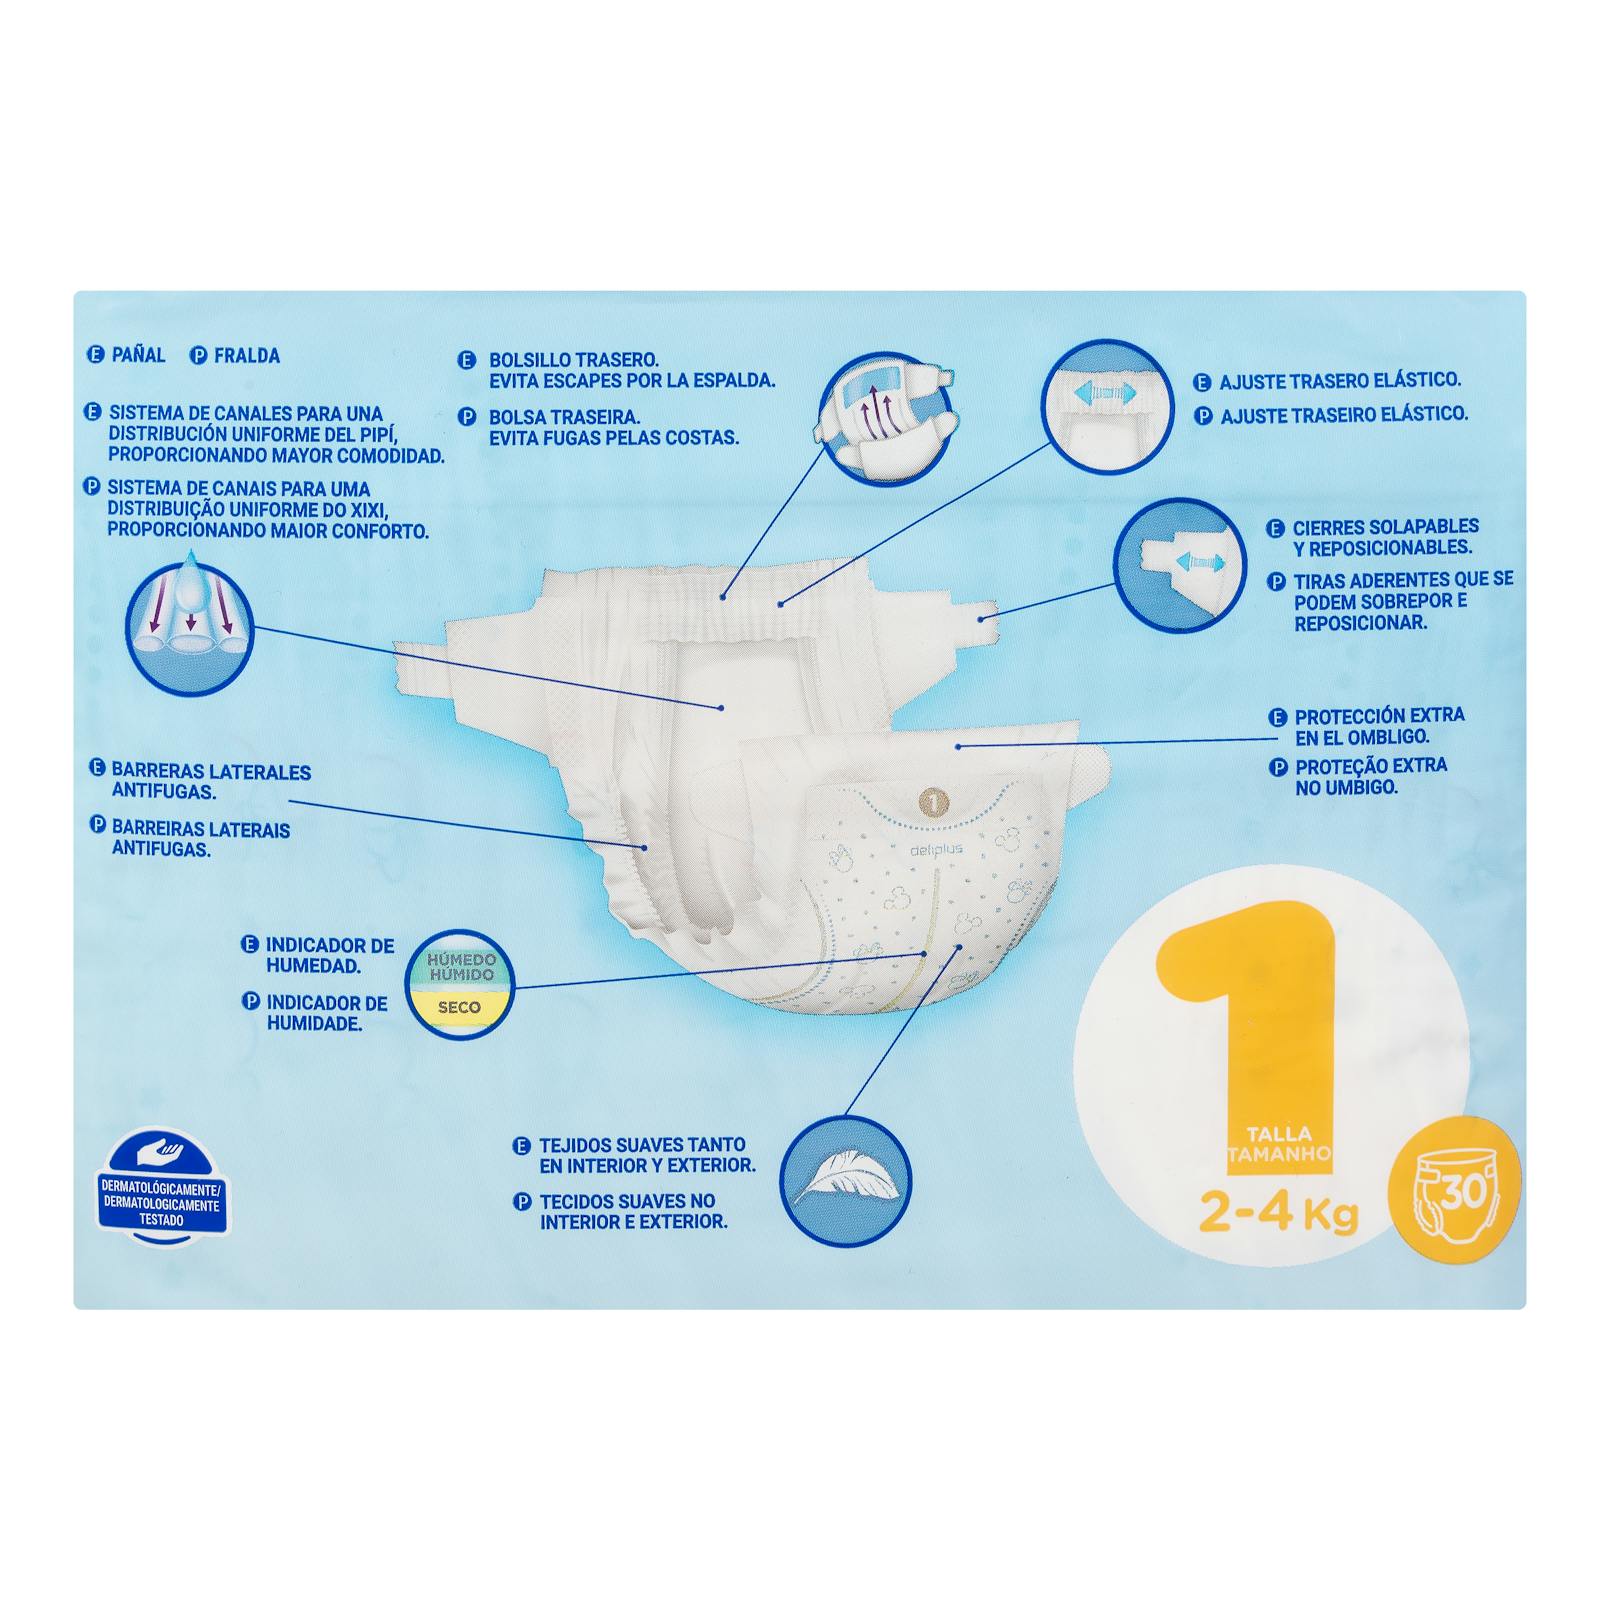 E PAÑAL P FRALDA
E SISTEMA DE CANALES PARA UNA
DISTRIBUCIÓN UNIFORME DEL PIPÍ,
PROPORCIONANDO MAYOR COMODIDAD.
P SISTEMA DE CANAIS PARA UMA
DISTRIBUIÇÃO UNIFORME DO XIXI,
PROPORCIONANDO MAIOR CONFORTO.
E BOLSILLO TRASERO.
EVITA ESCAPES POR LA ESPALDA.
P BOLSA TRASEIRA.
EVITA FUGAS PELAS COSTAS.
E AJUSTE TRASERO ELÁSTICO.
P AJUSTE TRASEIRO ELÁSTICO.
E CIERRES SOLAPABLES
Y REPOSICIONABLES.
P TIRAS ADERENTES QUE SE
PODEM SOBREPOR E
REPOSICIONAR.
E PROTECCIÓN EXTRA
EN EL OMBLIGO.
P PROTEÇÃO EXTRA
NO UMBIGO.
E BARRERAS LATERALES
ANTIFUGAS.
P BARREIRAS LATERAIS
ANTIFUGAS.
1
deliplus
E INDICADOR DE
HUMEDAD.
P INDICADOR DE
HUMIDADE.
HÚMEDO
HÚMIDO
SECO
E TEJIDOS SUAVES TANTO
EN INTERIOR Y EXTERIOR.
P TECIDOS SUAVES NO
INTERIOR E EXTERIOR.
DERMATOLÓGICAMENTE/
DERMATOLOGICAMENTE
TESTADO
1
TALLA
TAMANHO
2-4 Kg
30